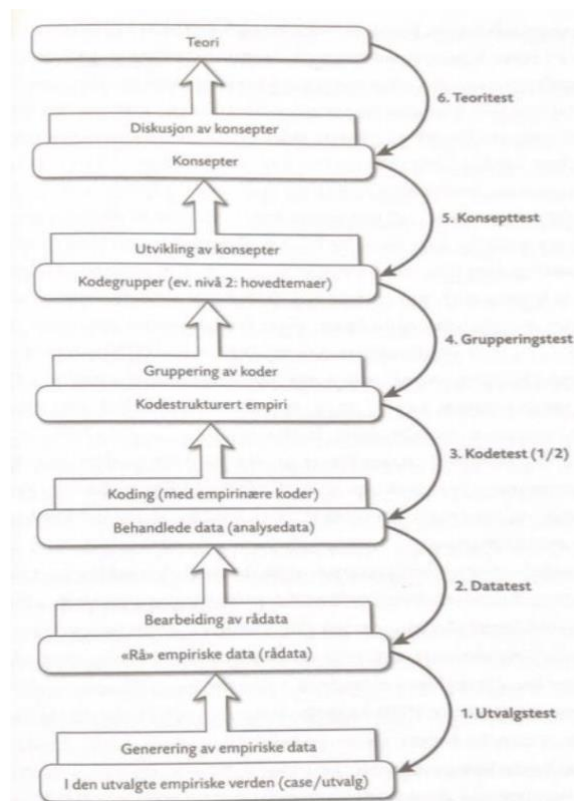 Teori
6. Teoritest
Diskusjon av konsepter
Konsepter
5. Konsepttest
Utvikling av konsepter
Kodegrupper (ev. nivå 2: hovedtemaer)
4. Grupperingstest
Gruppering av koder
Kodestrukturert empiri
3. Kodetest (1/2)
Koding (med empirinære koder)
Behandlede data (analysedata)
2. Datatest
Bearbeiding av rådata
«Rå» empiriske data (rådata)
1. Utvalgstest
Generering av empiriske data
I den utvalgte empiriske verden (case/utvalg)